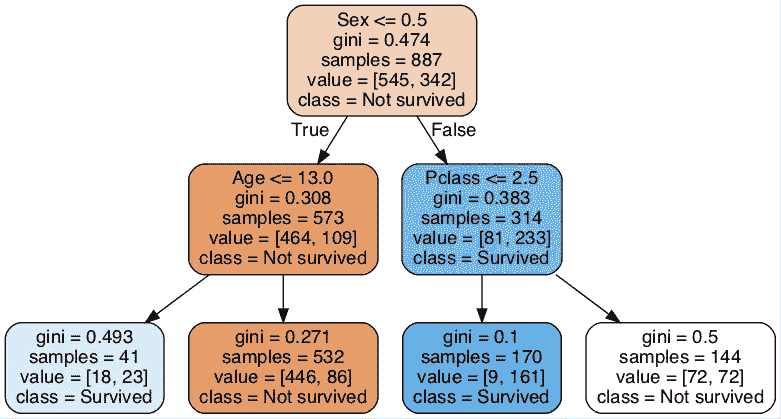 Sex <= 0.5
gini = 0.474
samples = 887
value = [545, 342]
class = Not survived
True
False
Age <= 13.0
gini = 0.308
samples = 573
value = [464, 109]
class = Not survived
Pclass <= 2.5
gini = 0.383
samples = 314
value = [81, 233]
class = Survived
gini = 0.493
samples = 41
value = [18, 23]
class = Survived
gini = 0.271
samples = 532
value = [446, 86]
class = Not survived
gini = 0.1
samples = 170
value = [9, 161]
class = Survived
gini = 0.5
samples = 144
value = [72, 72]
class = Not survived